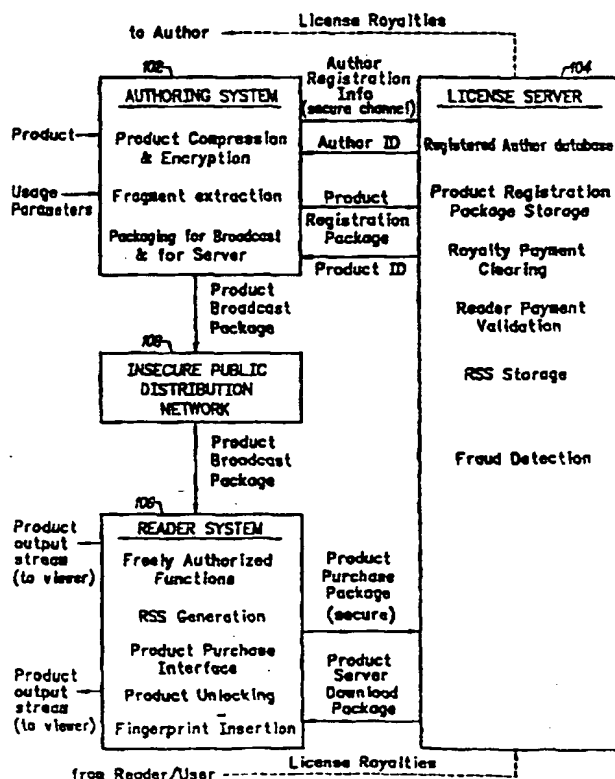 License Royalties
to Author
102
AUTHORING SYSTEM
Product Compression
& Encryption
Fragment extraction
Packaging for Broadcast
& for Server
Product
Usage
Parameters
Author
Registration
Info
(secure channel)
Author ID
Product
Registration
Package
Product ID
104
LICENSE SERVER
Registered Author database
Product Registration
Package Storage
Royalty Payment
Clearing
Reader Payment
Validation
RSS Storage
Fraud Detection
Product
Broadcast
Package
108
INSECURE PUBLIC
DISTRIBUTION
NETWORK
Product
Broadcast
Package
106
READER SYSTEM
Freely Authorized
Functions
RSS Generation
Product Purchase
Interface
Product Unlocking
Fingerprint Insertion
Product
output
stream
(to viewer)
Product
output
stream
(to viewer)
Product
Purchase
Package
(secure)
Product
Server
Download
Package
License Royalties
from Reader/User